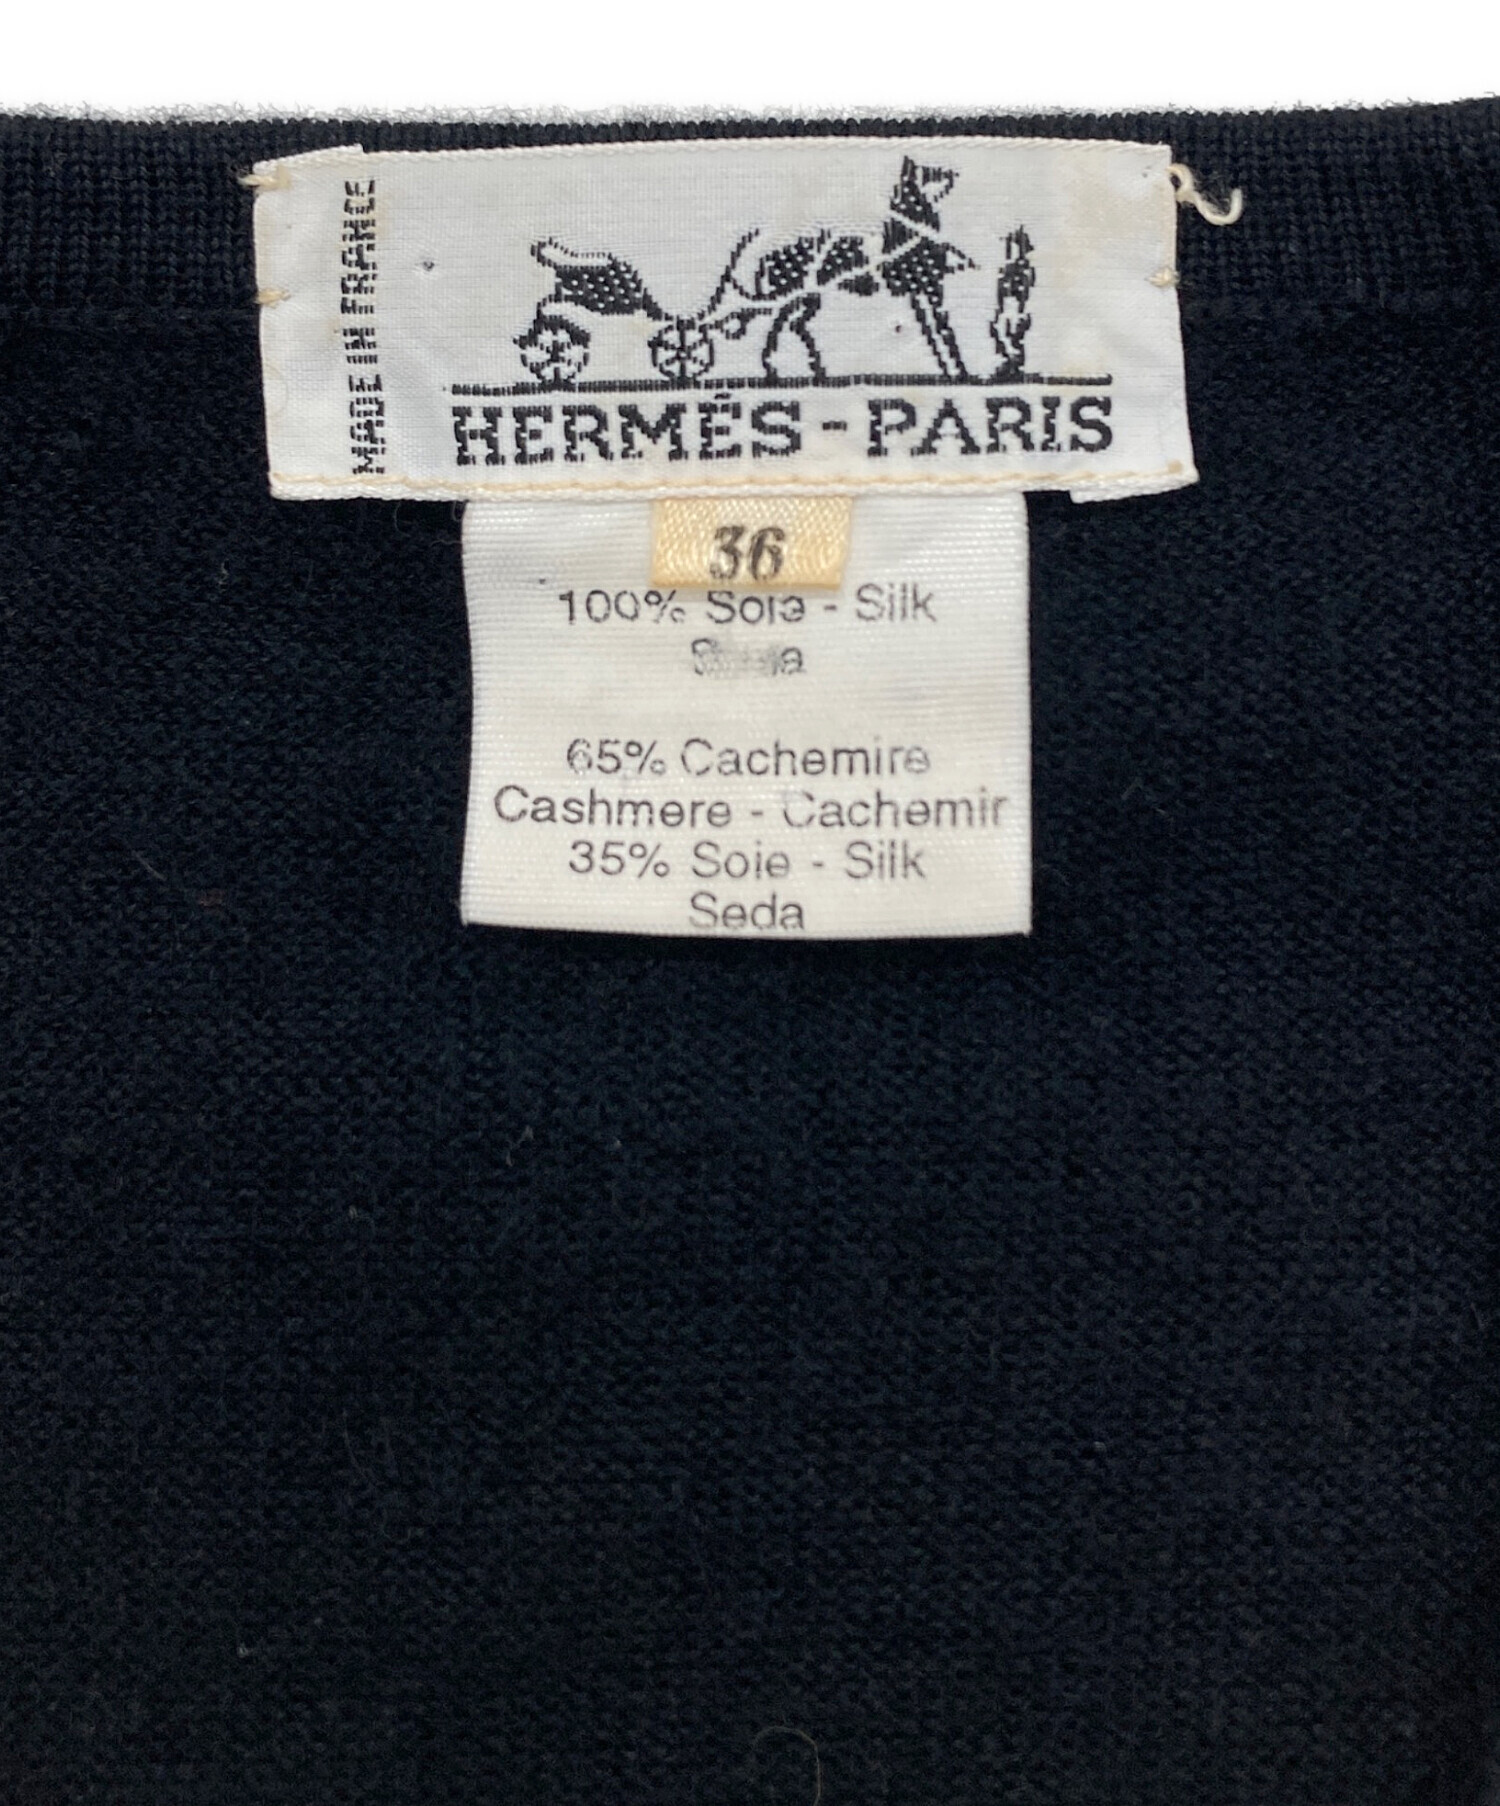 MADE IN FRANCE
HERMÈS-PARIS
36
100% Soie - Silk
65% Cachemire
Cashmere - Cachemir
35% Soie - Silk
Seda